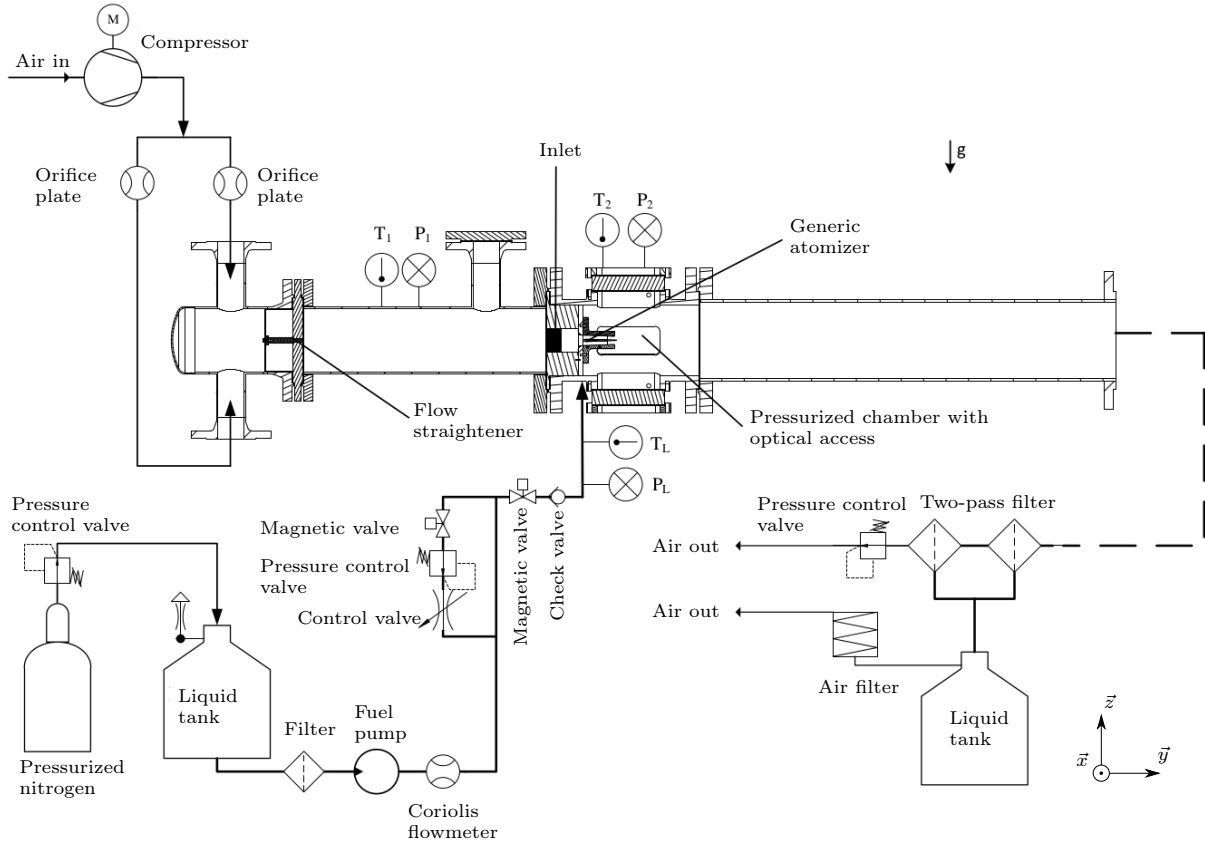 M
Compressor
Air in
Orifice
plate
Orifice
plate
Inlet
g
T1
P1
T2
P2
Generic
atomizer
Flow
straightener
Pressurized chamber with
optical access
TL
PL
Pressure
control valve
Magnetic valve
Pressure control
valve
Control valve
Magnetic valve
Check valve
Pressure control
valve
Two-pass filter
Air out
Air out
Air filter
Liquid
tank
Liquid
tank
Filter
Fuel
pump
Coriolis
flowmeter
Pressurized
nitrogen
z⃗
x⃗
y⃗